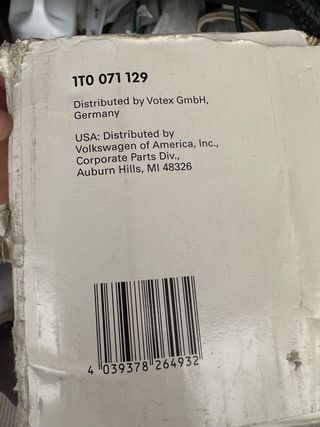 1T0 071 129
Distributed by Votex GmbH,
Germany
USA: Distributed by
Volkswagen of America, Inc.,
Corporate Parts Div.,
Auburn Hills, MI 48326
4 039378 264932